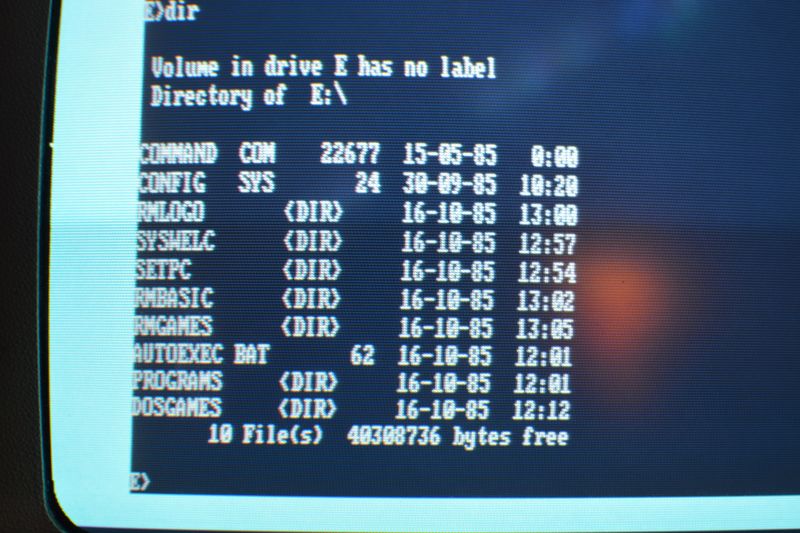 E>dir
Volume in drive E has no label
Directory of E:\
COMMAND COM 22677 15-05-85 0:00
CONFIG SYS 24 30-09-85 10:20
RMLOGO <DIR> 16-10-85 13:00
SYSWELC <DIR> 16-10-85 12:57
SETPC <DIR> 16-10-85 12:54
RMBASIC <DIR> 16-10-85 13:02
RMGAMES <DIR> 16-10-85 13:05
AUTOEXEC BAT 62 16-10-85 12:01
PROGRAMS <DIR> 16-10-85 12:01
DOSGAMES <DIR> 16-10-85 12:12
10 File(s) 40308736 bytes free
E>